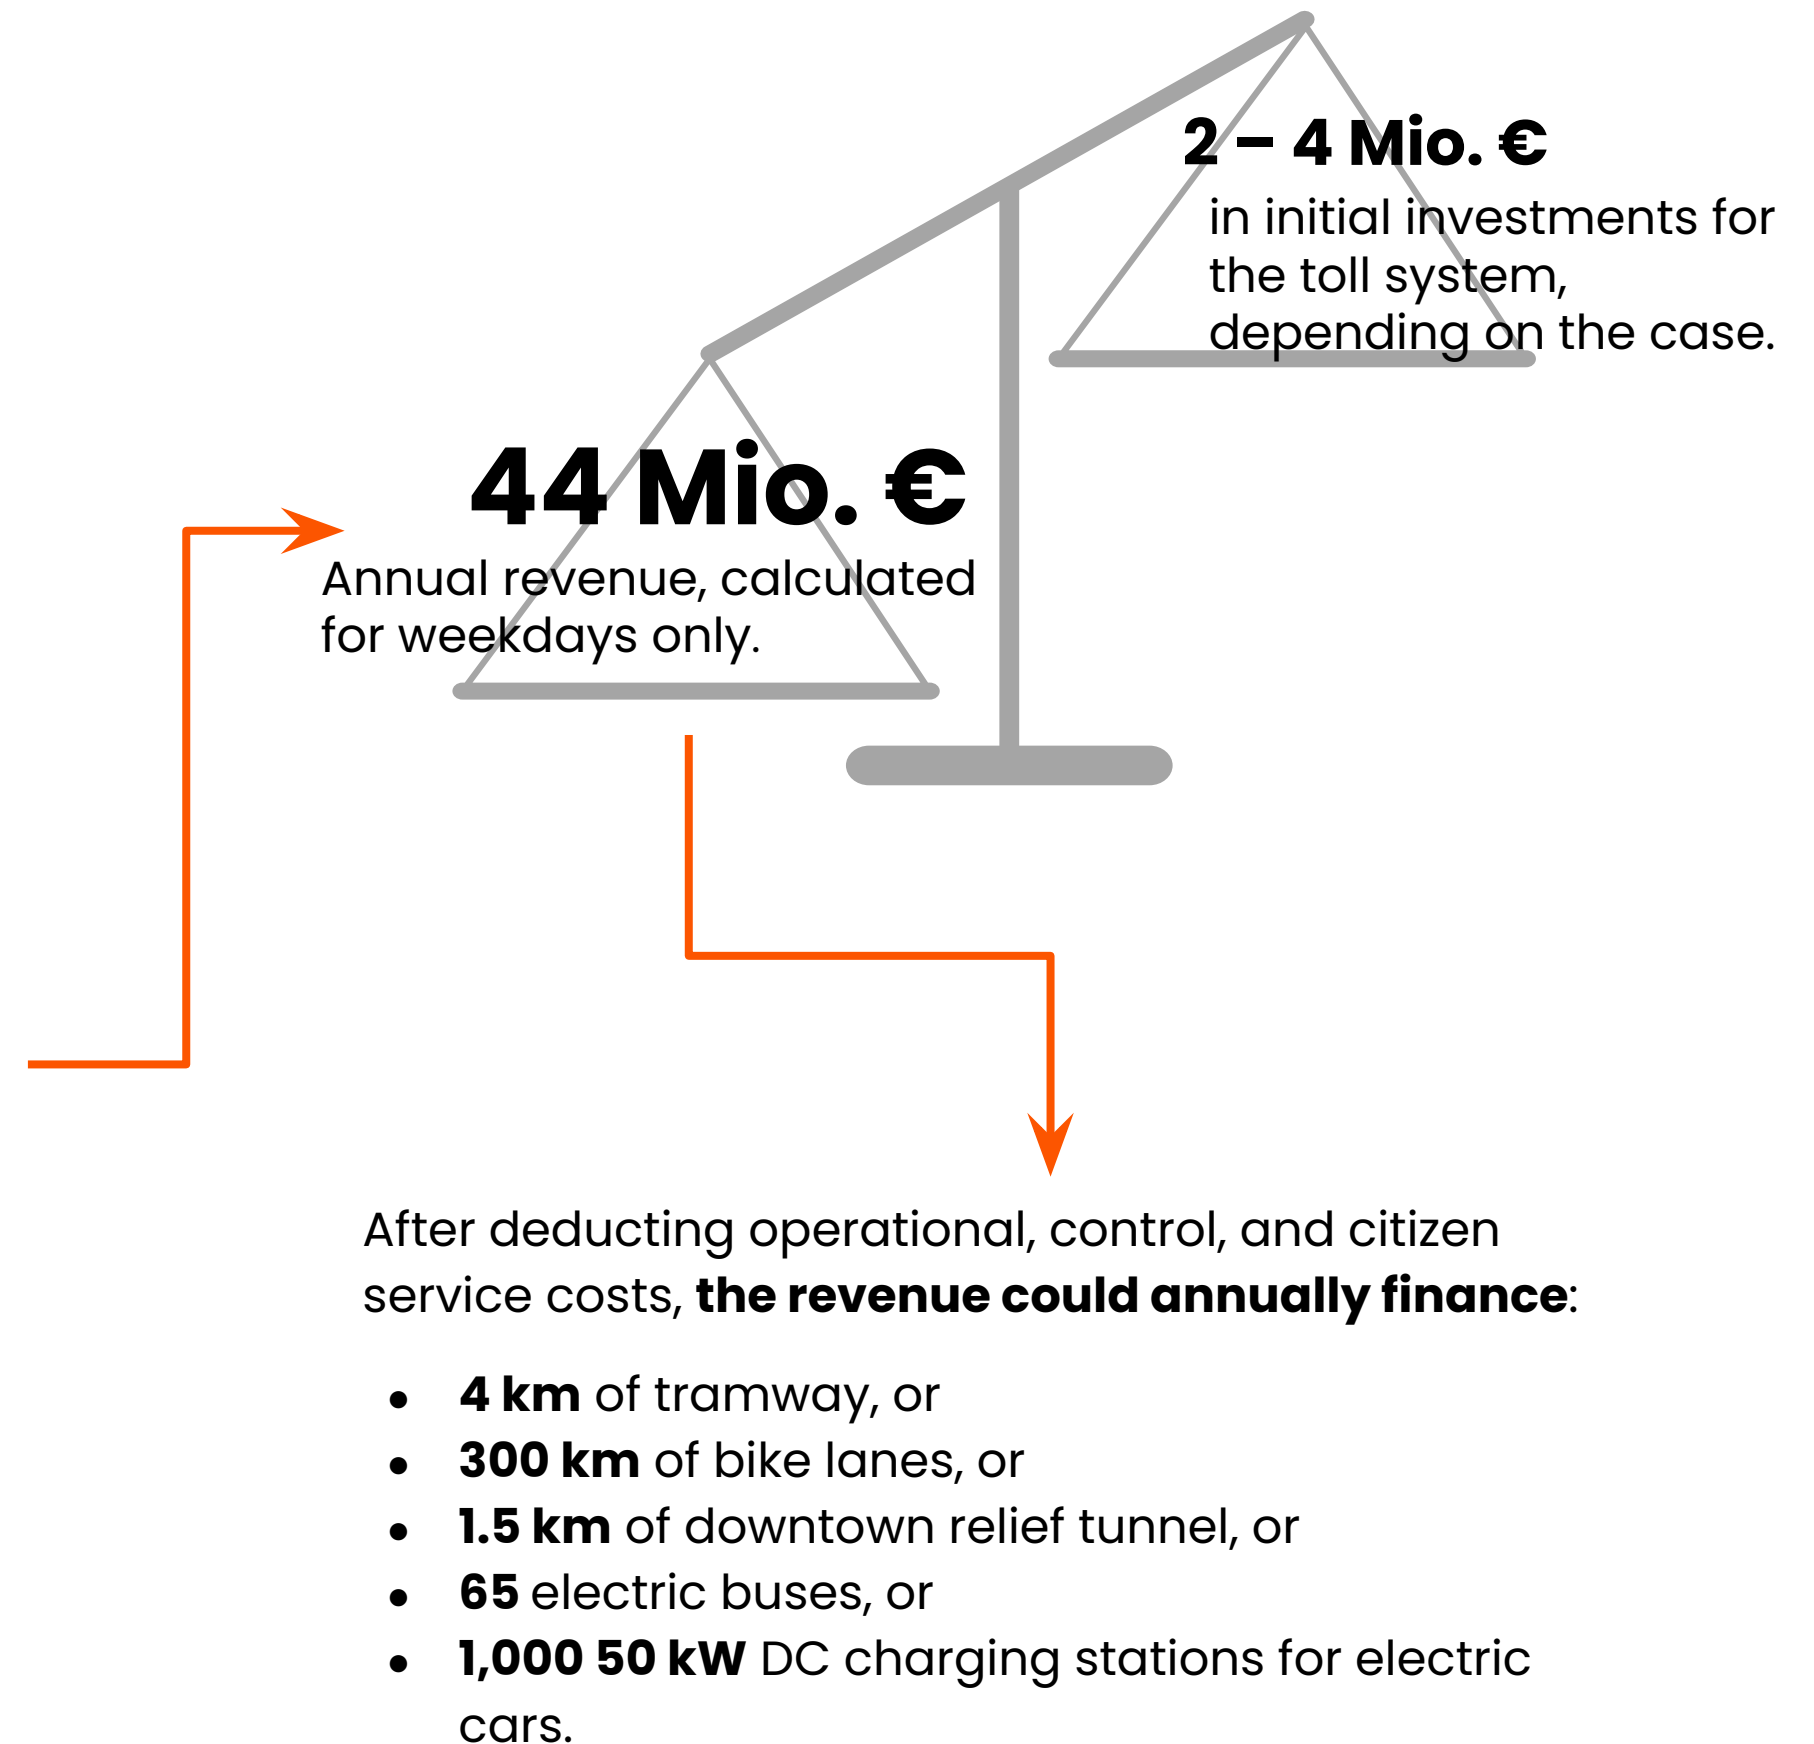 2 – 4 Mio. €
in initial investments for
the toll system,
depending on the case.
44 Mio. €
Annual revenue, calculated
for weekdays only.
After deducting operational, control, and citizen
service costs, the revenue could annually finance:
● 4 km of tramway, or
● 300 km of bike lanes, or
● 1.5 km of downtown relief tunnel, or
● 65 electric buses, or
● 1,000 50 kW DC charging stations for electric
cars.